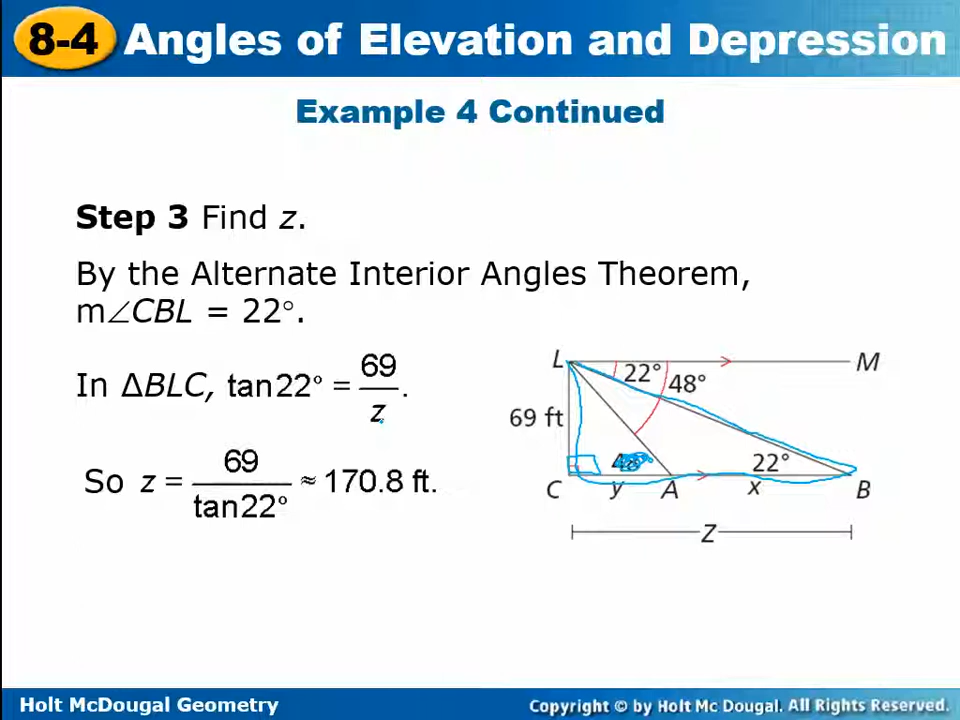 8-4 Angles of Elevation and Depression
Example 4 Continued
Step 3 Find z.
By the Alternate Interior Angles Theorem,
m∠CBL = 22°.
In ΔBLC, tan22° = 69/z.
So z = 69/tan22° ≈ 170.8 ft.
L M
22° 48°
69 ft
22°
C y A x B
Z
Holt McDougal Geometry
Copyright © by Holt Mc Dougal. All Rights Reserved.